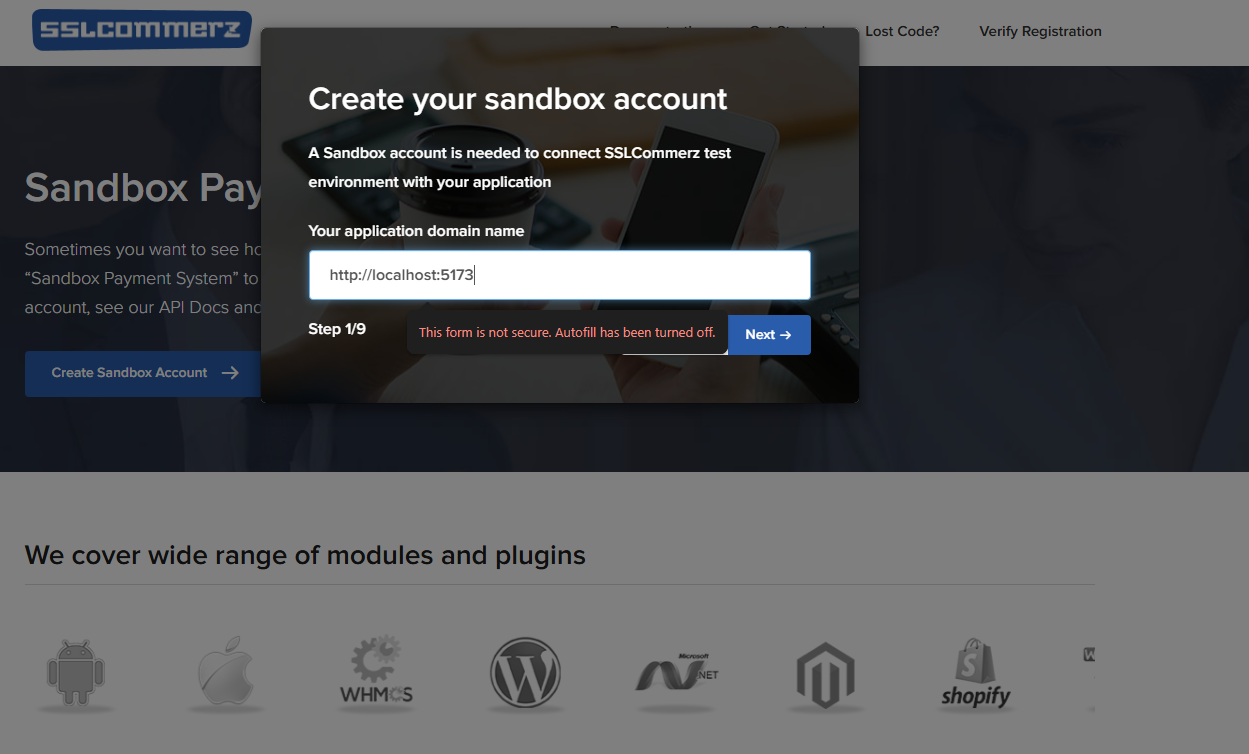 SSLCOMMERZ
Lost Code?
Verify Registration
Create your sandbox account
A Sandbox account is needed to connect SSLCommerz test
environment with your application
Your application domain name
http://localhost:5173
Step 1/9
This form is not secure. Autofill has been turned off.
Next →
Sandbox Pay
Sometimes you want to see ho
“Sandbox Payment System” to
account, see our API Docs and
Create Sandbox Account →
We cover wide range of modules and plugins
WHMCS
Microsoft
.NET
shopify